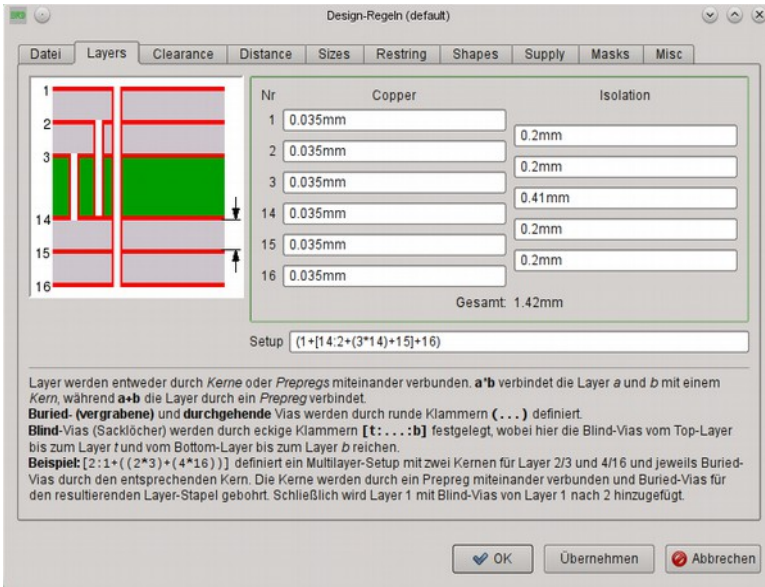 DRD
Design-Regeln (default)
Datei Layers Clearance Distance Sizes Restring Shapes Supply Masks Misc
1
2
3
14
15
16
Nr Copper Isolation
1 0.035mm
0.2mm
2 0.035mm
0.2mm
3 0.035mm
0.41mm
14 0.035mm
0.2mm
15 0.035mm
0.2mm
16 0.035mm
Gesamt: 1.42mm
Setup (1+[14:2+(3*14)+15]+16)
Layer werden entweder durch Kerne oder Prepregs miteinander verbunden. a*b verbindet die Layer a und b mit einem
Kern, während a+b die Layer durch ein Prepreg verbindet.
Buried- (vergrabene) und durchgehende Vias werden durch runde Klammern (...) definiert.
Blind-Vias (Sacklöcher) werden durch eckige Klammern [t:...:b] festgelegt, wobei hier die Blind-Vias vom Top-Layer
bis zum Layer t und vom Bottom-Layer bis zum Layer b reichen.
Beispiel: [2:1+((2*3)+(4*16))] definiert ein Multilayer-Setup mit zwei Kernen für Layer 2/3 und 4/16 und jeweils Buried-
Vias durch den entsprechenden Kern. Die Kerne werden durch ein Prepreg miteinander verbunden und Buried-Vias für
den resultierenden Layer-Stapel gebohrt. Schließlich wird Layer 1 mit Blind-Vias von Layer 1 nach 2 hinzugefügt.
OK Übernehmen Abbrechen